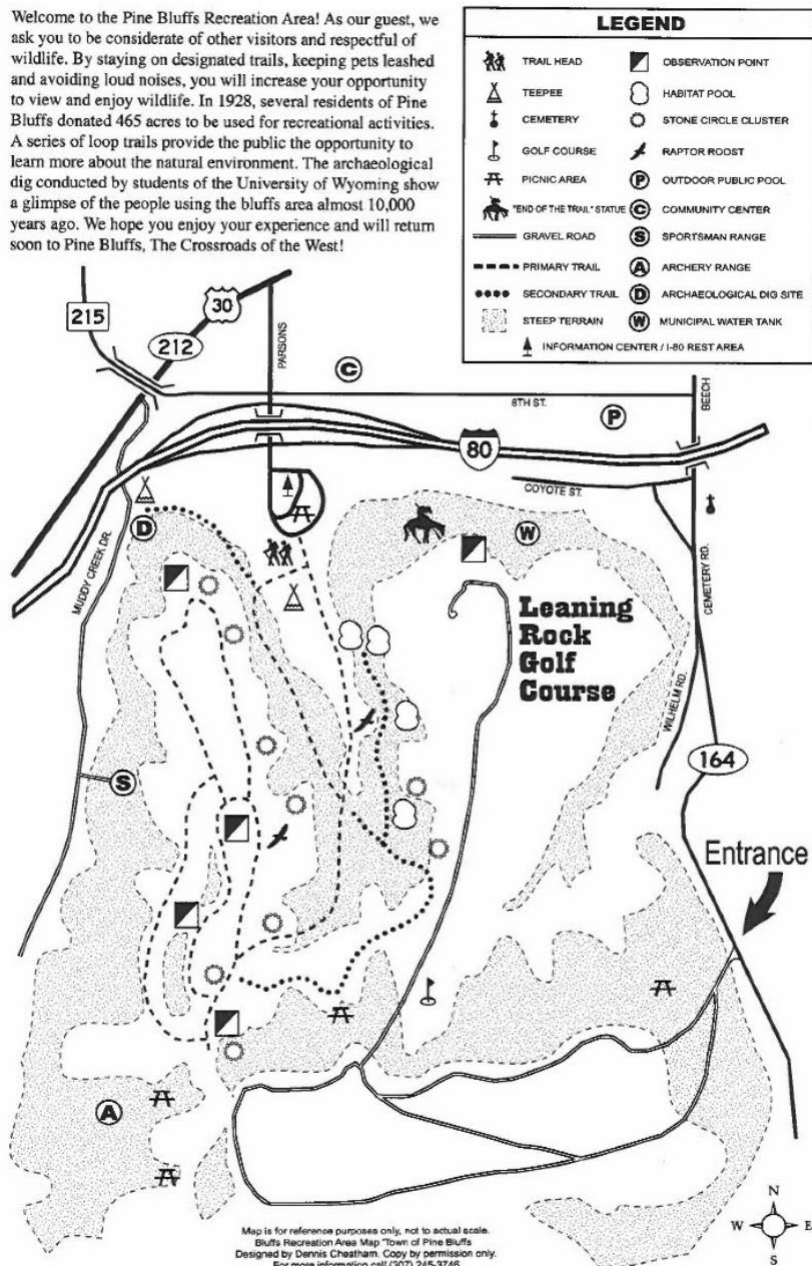 Welcome to the Pine Bluffs Recreation Area! As our guest, we
ask you to be considerate of other visitors and respectful of
wildlife. By staying on designated trails, keeping pets leashed
and avoiding loud noises, you will increase your opportunity
to view and enjoy wildlife. In 1928, several residents of Pine
Bluffs donated 465 acres to be used for recreational activities.
A series of loop trails provide the public the opportunity to
learn more about the natural environment. The archaeological
dig conducted by students of the University of Wyoming show
a glimpse of the people using the bluffs area almost 10,000
years ago. We hope you enjoy your experience and will return
soon to Pine Bluffs, The Crossroads of the West!
LEGEND
TRAIL HEAD
TEEPEE
CEMETERY
GOLF COURSE
PICNIC AREA
"END OF THE TRAIL" STATUE
GRAVEL ROAD
PRIMARY TRAIL
SECONDARY TRAIL
STEEP TERRAIN
OBSERVATION POINT
HABITAT POOL
STONE CIRCLE CLUSTER
RAPTOR ROOST
P OUTDOOR PUBLIC POOL
C COMMUNITY CENTER
S SPORTSMAN RANGE
A ARCHERY RANGE
D ARCHAEOLOGICAL DIG SITE
W MUNICIPAL WATER TANK
INFORMATION CENTER / I-80 REST AREA
215
30
212
PARSONS
C
8TH ST.
P
BEECH
80
COYOTE ST.
D
MUDDY CREEK DR.
W
CEMETERY RD.
Leaning
Rock
Golf
Course
WILHELM RD.
164
S
Entrance
A
N
W
E
S
Map is for reference purposes only, not to actual scale.
Bluffs Recreation Area Map "Town of Pine Bluffs
Designed by Dennis Cheatham. Copy by permission only.
For more information call (307) 245-3746